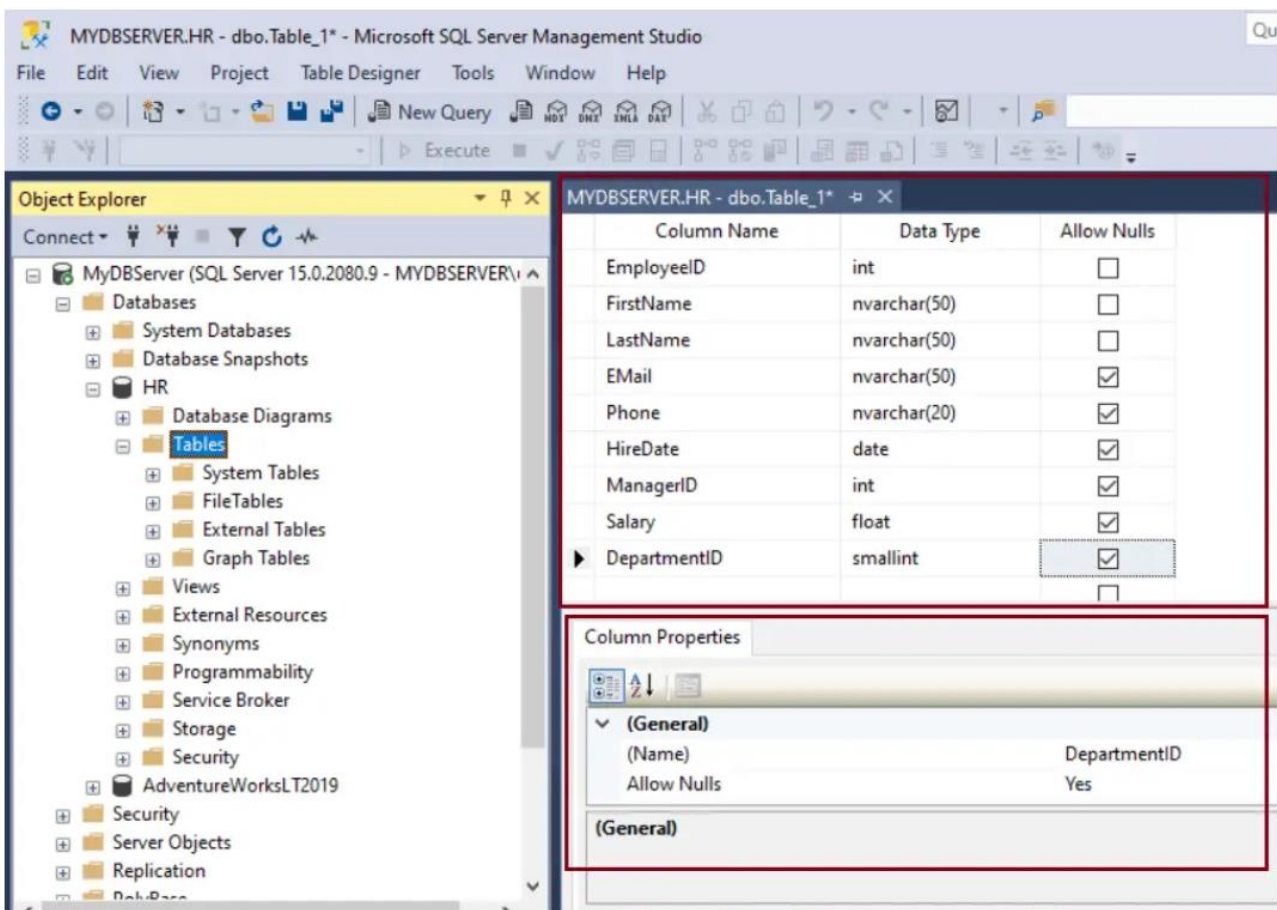 MYDBSERVER.HR - dbo.Table_1* - Microsoft SQL Server Management Studio
File Edit View Project Table Designer Tools Window Help
New Query MDX DMX XMLA DAX
Execute
Object Explorer
Connect
MyDBServer (SQL Server 15.0.2080.9 - MYDBSERVER\
Databases
System Databases
Database Snapshots
HR
Database Diagrams
Tables
System Tables
FileTables
External Tables
Graph Tables
Views
External Resources
Synonyms
Programmability
Service Broker
Storage
Security
AdventureWorksLT2019
Security
Server Objects
Replication
PolyBase
MYDBSERVER.HR - dbo.Table_1*
Column Name Data Type Allow Nulls
EmployeeID int
FirstName nvarchar(50)
LastName nvarchar(50)
EMail nvarchar(50)
Phone nvarchar(20)
HireDate date
ManagerID int
Salary float
DepartmentID smallint
Column Properties
(General)
(Name) DepartmentID
Allow Nulls Yes
(General)